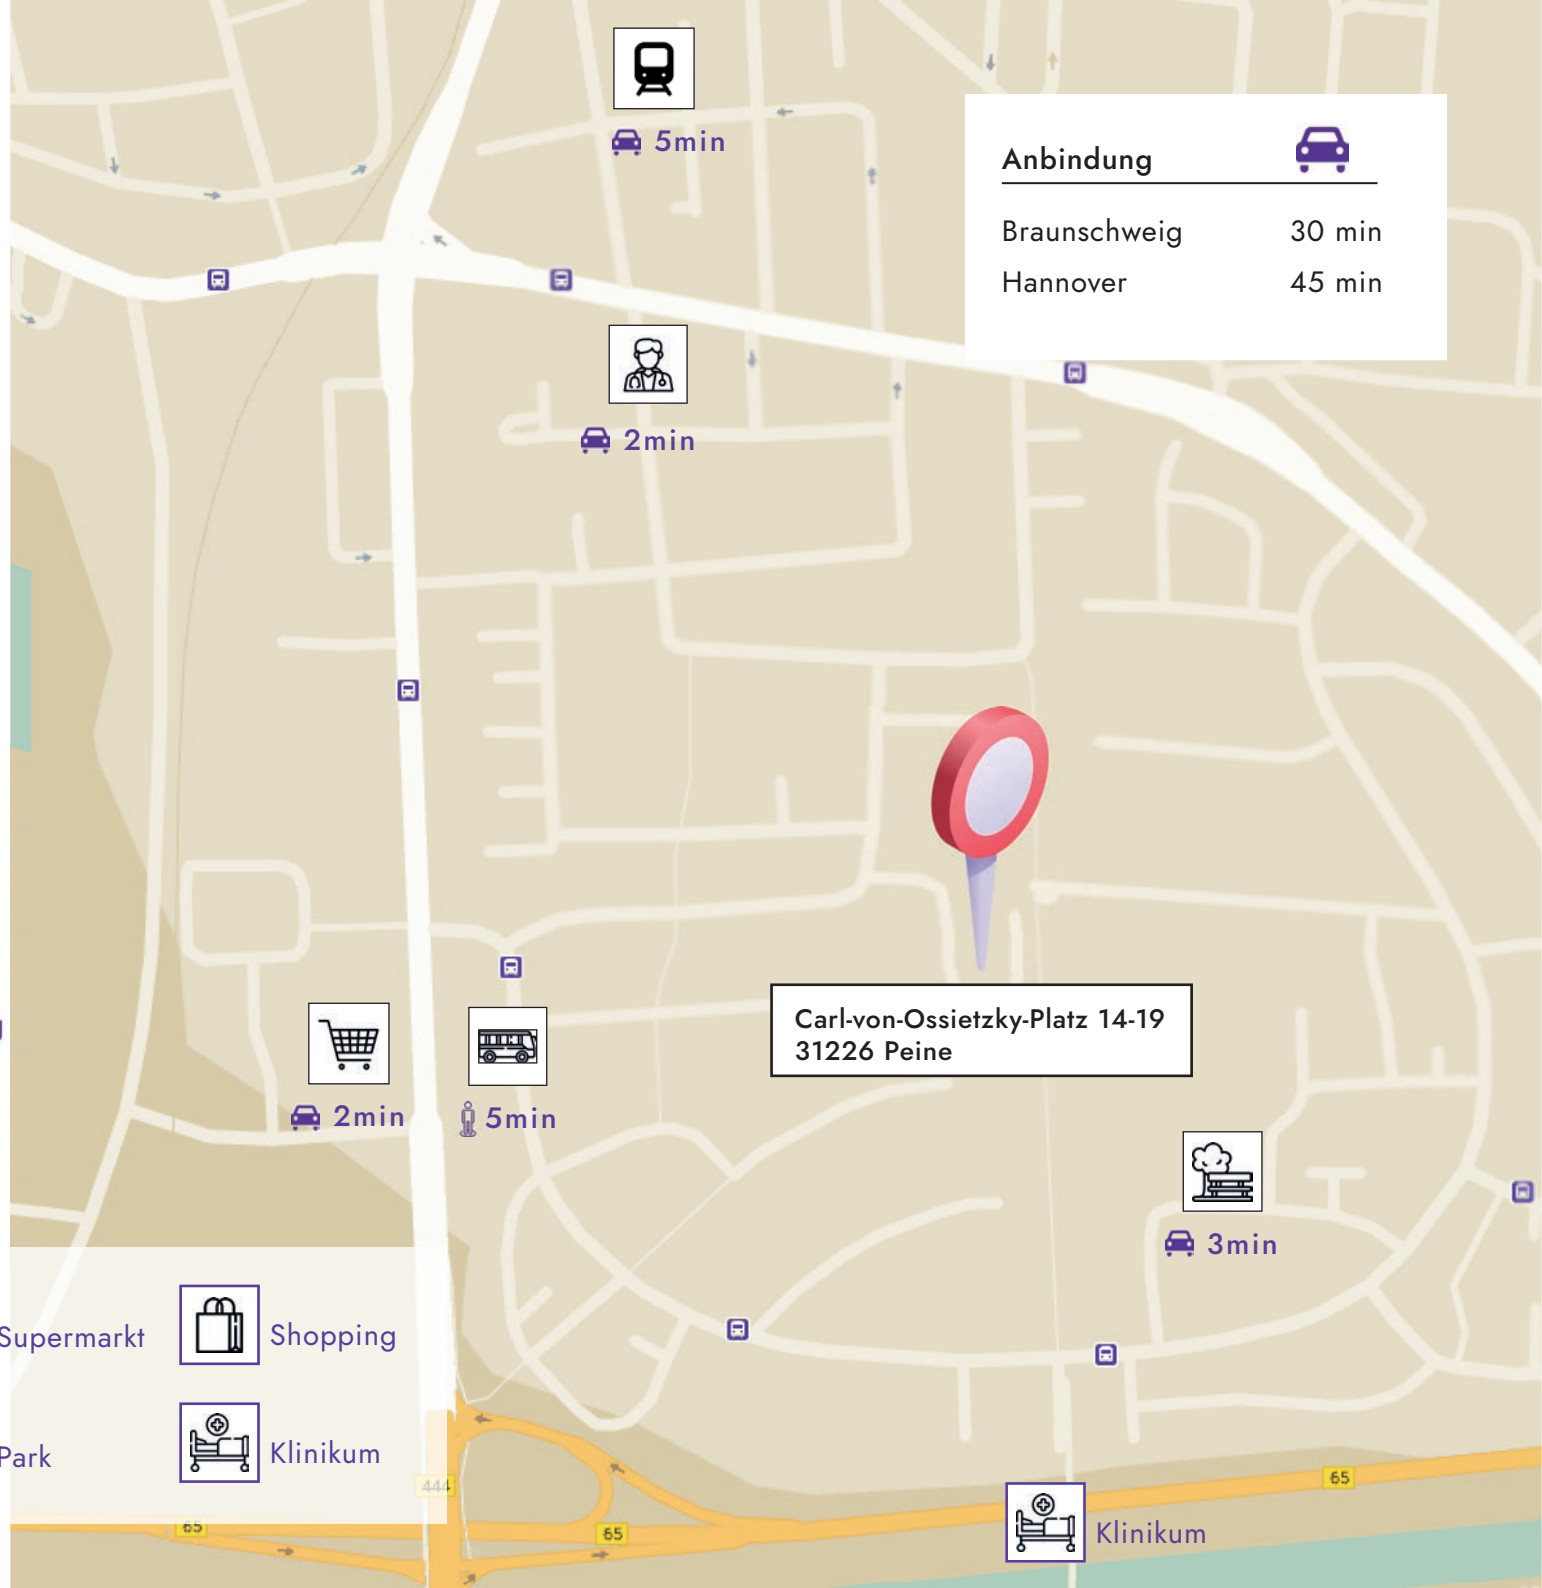 5min
Anbindung
Braunschweig 30 min
Hannover 45 min
2min
Carl-von-Ossietzky-Platz 14-19
31226 Peine
2min
5min
3min
Supermarkt
Shopping
Park
Klinikum
444
65
65
65
Klinikum